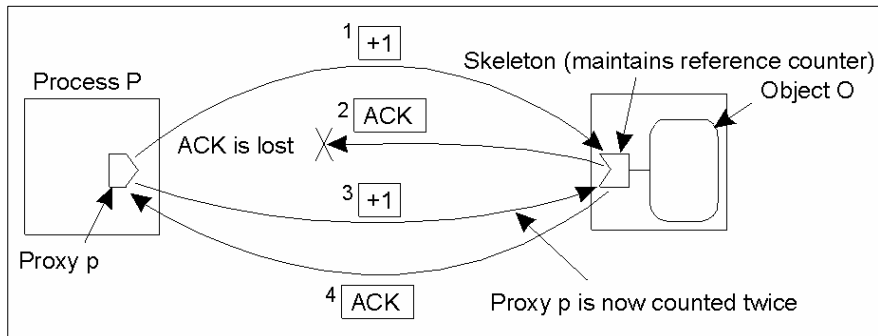 1 +1
Skeleton (maintains reference counter)
Process P
Object O
2 ACK
ACK is lost
3 +1
Proxy p
4 ACK
Proxy p is now counted twice